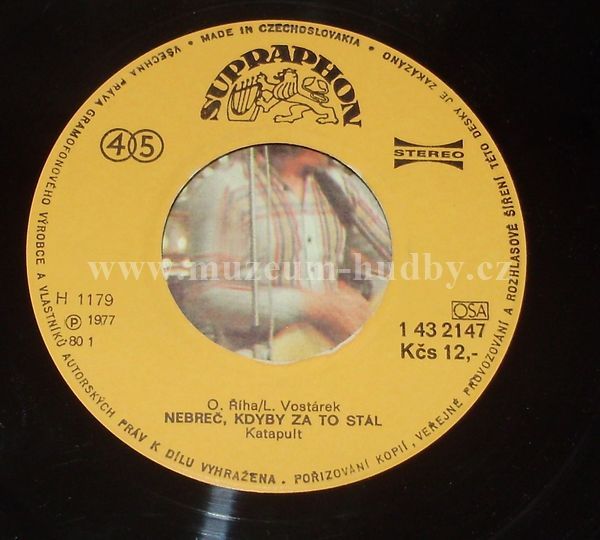 VŠECHNA PRÁVA GRAMOFONOVÉHO VÝROBCE A VLASTNÍKŮ AUTORSKÝCH PRÁV K DÍLU VYHRAŽENA • POŘIZOVÁNÍ KOPIÍ, VEŘEJNÉ PROVOZOVÁNÍ A ROZHLASOVÉ ŠÍŘENÍ TÉTO DESKY JE ZAKÁZÁNO • MADE IN CZECHOSLOVAKIA •
SUPRAPHON
45
STEREO
www.muzeum-hudby.cz
H 1179
Ⓟ 1977
80 1
OSA
1 43 2147
Kčs 12,-
O. Říha/L. Vostárek
NEBREČ, KDYBY ZA TO STÁL
Katapult